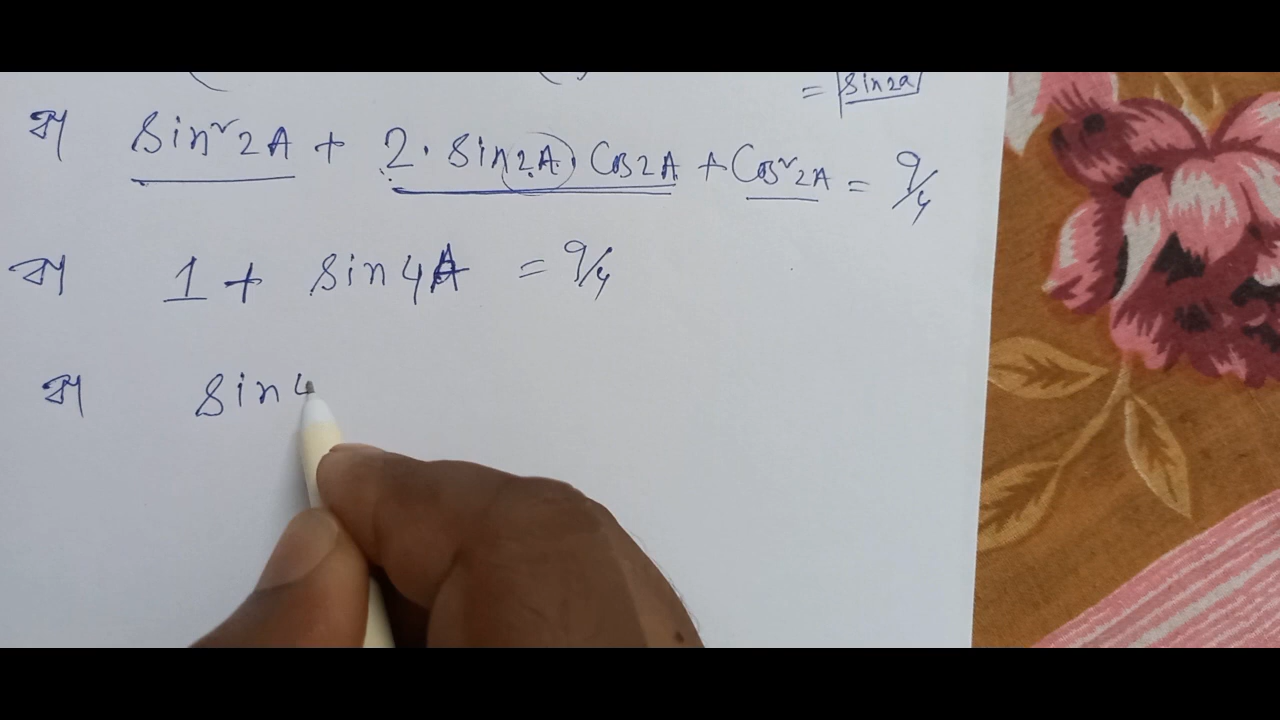 = sin2a
বা sin²2A + 2. sin2A. Cos2A + Cos²2A = 9/4
বা 1 + sin4A = 9/4
বা sin4